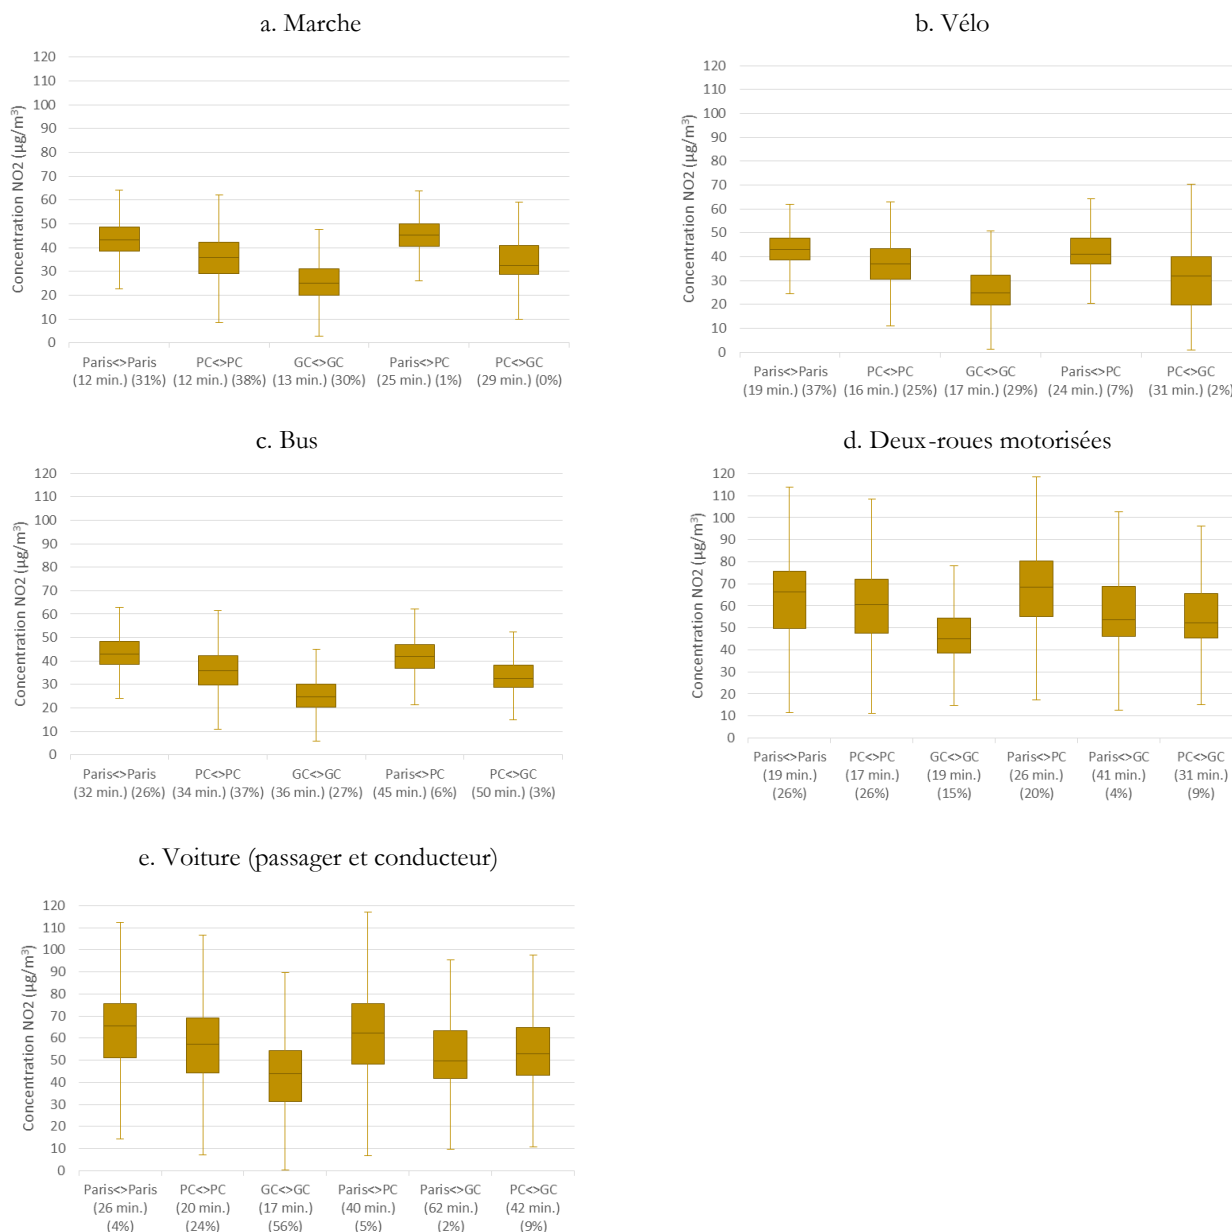 a. Marche
Concentration NO2 (µg/m³)
120
110
100
90
80
70
60
50
40
30
20
10
0
Paris<>Paris PC<>PC GC<>GC Paris<>PC PC<>GC
(12 min.) (31%) (12 min.) (38%) (13 min.) (30%) (25 min.) (1%) (29 min.) (0%)
b. Vélo
Concentration NO2 (µg/m³)
120
110
100
90
80
70
60
50
40
30
20
10
0
Paris<>Paris PC<>PC GC<>GC Paris<>PC PC<>GC
(19 min.) (37%) (16 min.) (25%) (17 min.) (29%) (24 min.) (7%) (31 min.) (2%)
c. Bus
Concentration NO2 (µg/m³)
120
110
100
90
80
70
60
50
40
30
20
10
0
Paris<>Paris PC<>PC GC<>GC Paris<>PC PC<>GC
(32 min.) (26%) (34 min.) (37%) (36 min.) (27%) (45 min.) (6%) (50 min.) (3%)
d. Deux-roues motorisées
Concentration NO2 (µg/m³)
120
110
100
90
80
70
60
50
40
30
20
10
0
Paris<>Paris PC<>PC GC<>GC Paris<>PC Paris<>GC PC<>GC
(19 min.) (17 min.) (19 min.) (26 min.) (41 min.) (31 min.)
(26%) (26%) (15%) (20%) (4%) (9%)
e. Voiture (passager et conducteur)
Concentration NO2 (µg/m³)
120
110
100
90
80
70
60
50
40
30
20
10
0
Paris<>Paris PC<>PC GC<>GC Paris<>PC Paris<>GC PC<>GC
(26 min.) (20 min.) (17 min.) (40 min.) (62 min.) (42 min.)
(4%) (24%) (56%) (5%) (2%) (9%)